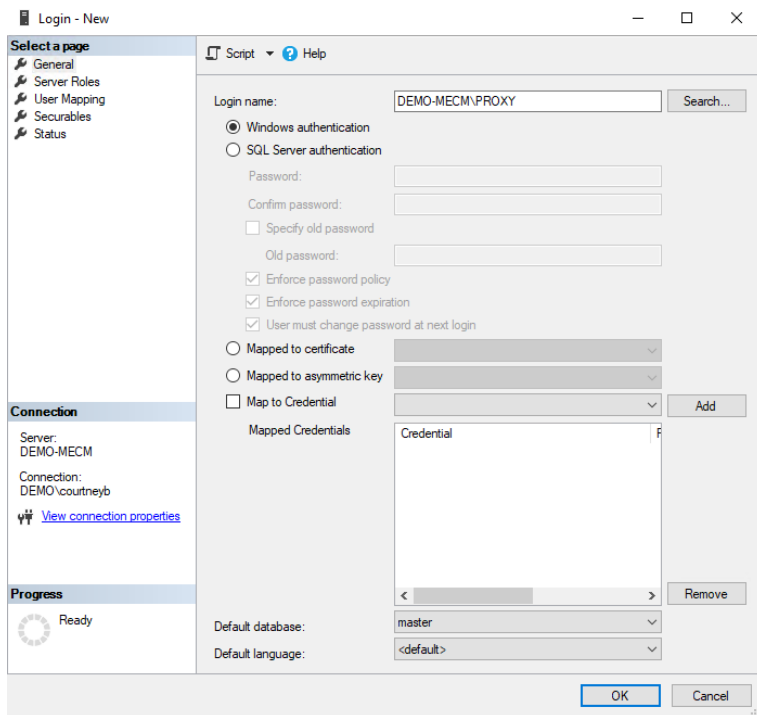 Login - New
Select a page
General
Server Roles
User Mapping
Securables
Status
Script
Help
Login name:
DEMO-MECM\PROXY
Search...
Windows authentication
SQL Server authentication
Password:
Confirm password:
Specify old password
Old password:
Enforce password policy
Enforce password expiration
User must change password at next login
Mapped to certificate
Mapped to asymmetric key
Map to Credential
Add
Mapped Credentials
Credential
Remove
Default database:
master
Default language:
<default>
Connection
Server:
DEMO-MECM
Connection:
DEMO\courtneyb
View connection properties
Progress
Ready
OK
Cancel